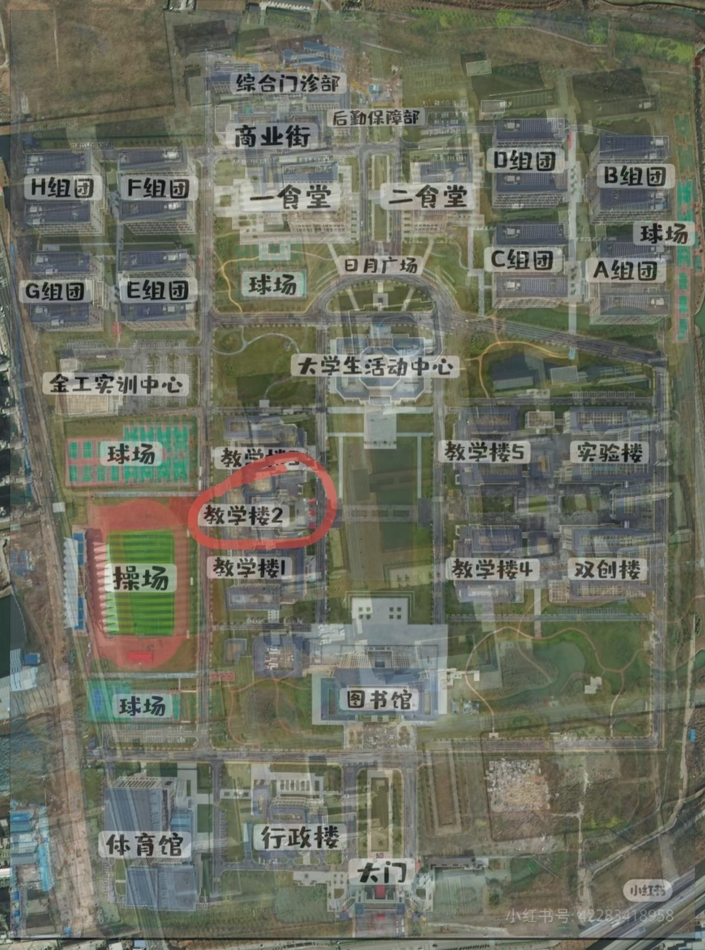 综合门诊部
后勤保障部
商业街
D组团
B组团
H组团
F组团
一食堂
二食堂
球场
C组团
日月广场
A组团
G组团
E组团
球场
大学生活动中心
金工实训中心
球场
教学楼3
教学楼5
实验楼
教学楼2
操场
教学楼1
教学楼4
双创楼
球场
图书馆
体育馆
行政楼
大门
小红书
小红书号: 42283418958